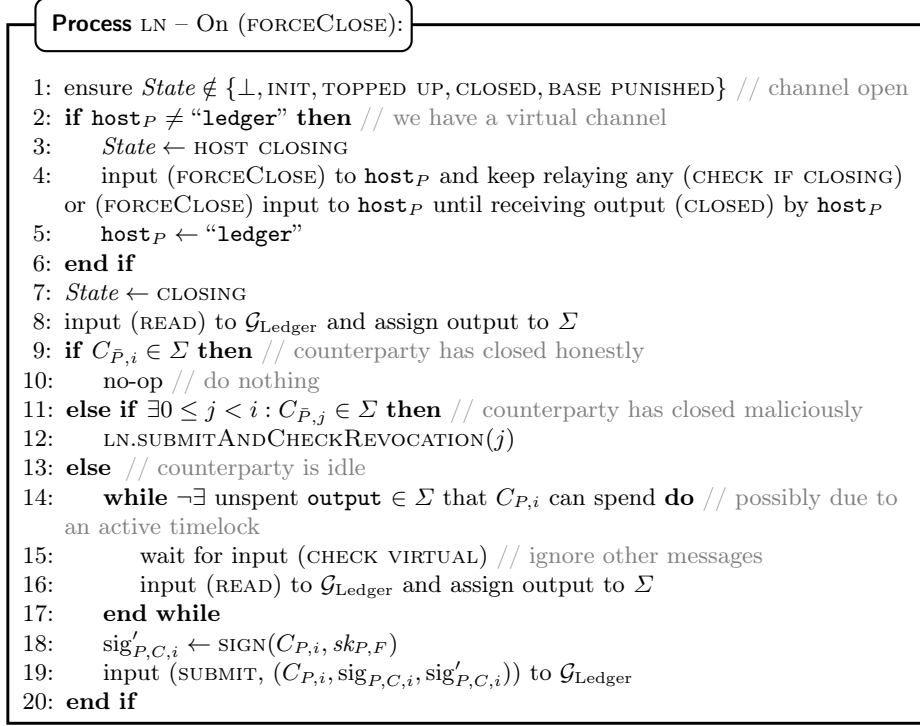 Process LN – On (FORCECLOSE):
1: ensure State ∉ {⊥, INIT, TOPPED UP, CLOSED, BASE PUNISHED} // channel open
2: if host_P ≠ “ledger” then // we have a virtual channel
3: State ← HOST CLOSING
4: input (FORCECLOSE) to host_P and keep relaying any (CHECK IF CLOSING)
or (FORCECLOSE) input to host_P until receiving output (CLOSED) by host_P
5: host_P ← “ledger”
6: end if
7: State ← CLOSING
8: input (READ) to 𝒢_Ledger and assign output to Σ
9: if C_{P̄,i} ∈ Σ then // counterparty has closed honestly
10: no-op // do nothing
11: else if ∃0 ≤ j < i : C_{P̄,j} ∈ Σ then // counterparty has closed maliciously
12: LN.SUBMITANDCHECKREVOCATION(j)
13: else // counterparty is idle
14: while ¬∃ unspent output ∈ Σ that C_{P,i} can spend do // possibly due to
an active timelock
15: wait for input (CHECK VIRTUAL) // ignore other messages
16: input (READ) to 𝒢_Ledger and assign output to Σ
17: end while
18: sig′_{P,C,i} ← SIGN(C_{P,i}, sk_{P,F})
19: input (SUBMIT, (C_{P,i}, sig_{P,C,i}, sig′_{P,C,i})) to 𝒢_Ledger
20: end if